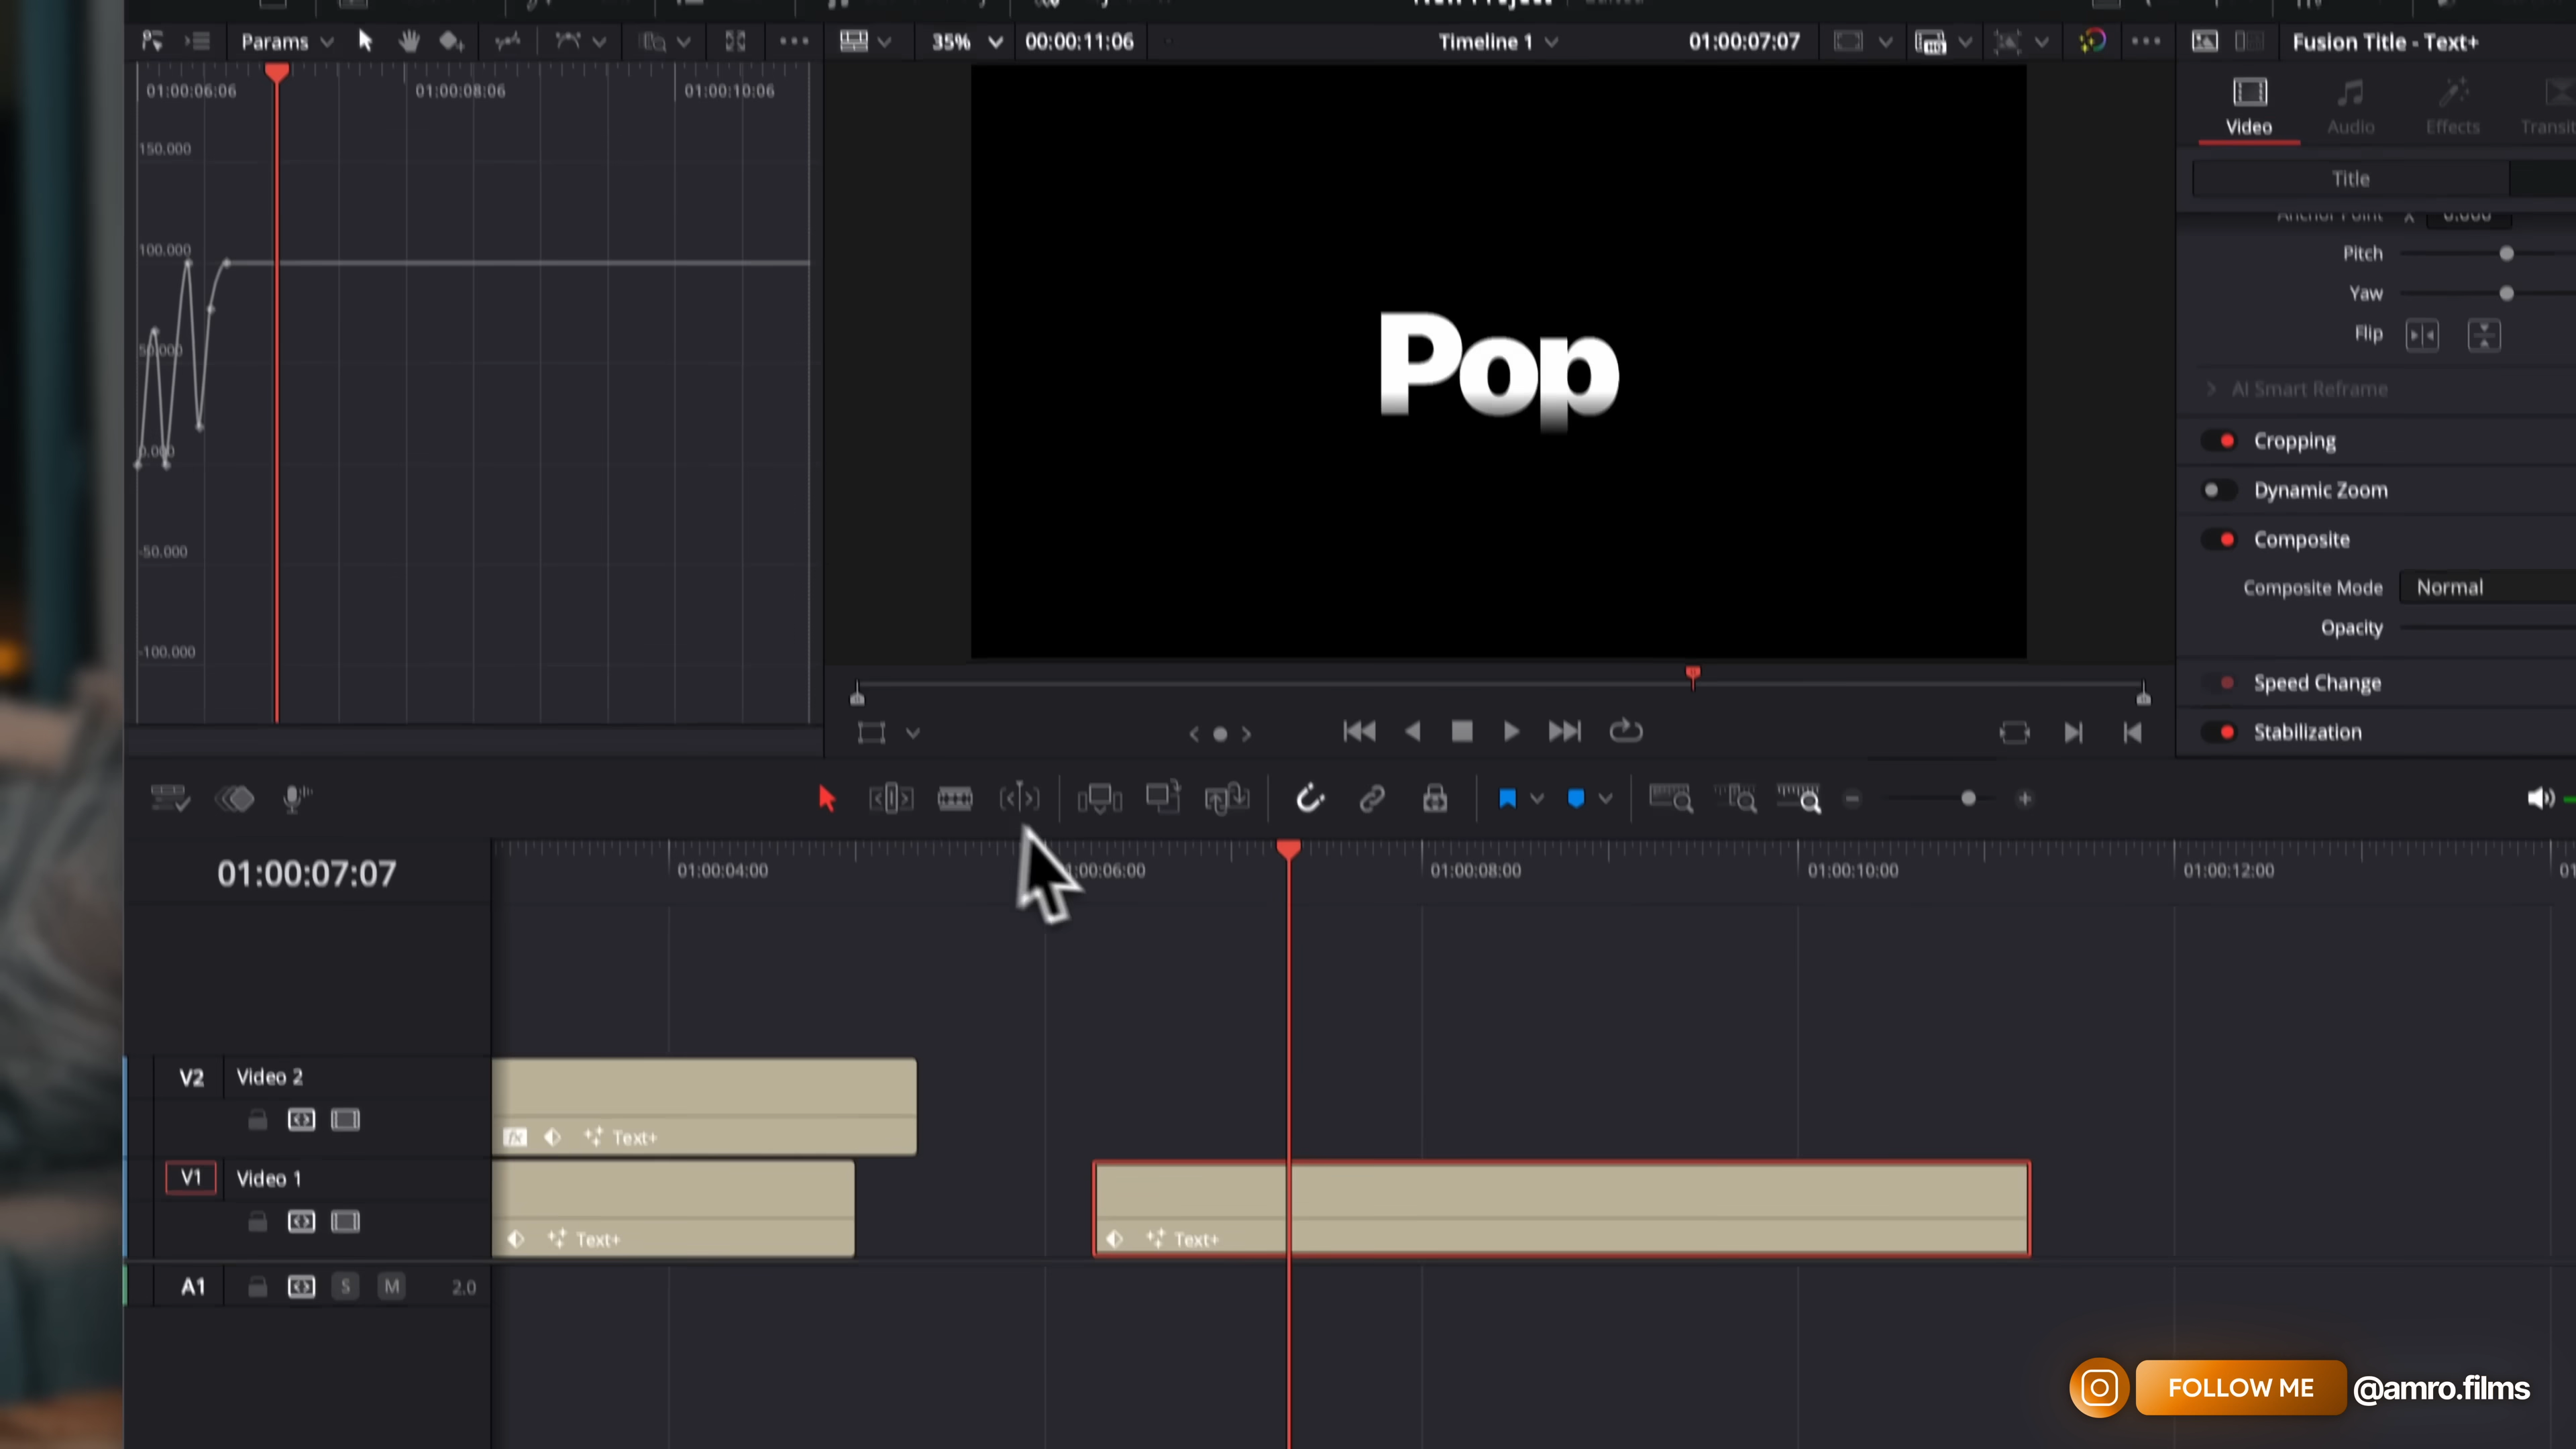 Params
35%
00:00:11:06
Timeline 1
01:00:07:07
Fusion Title - Text+
01:00:06:06
01:00:08:06
01:00:10:06
150.000
100.000
50.000
0.000
-50.000
-100.000
Pop
Video
Audio
Effects
Title
Anchor Point X 0.000
Pitch
Yaw
Flip
AI Smart Reframe
Cropping
Dynamic Zoom
Composite
Composite Mode Normal
Opacity
Speed Change
Stabilization
01:00:07:07
01:00:04:00
:00:06:00
01:00:08:00
01:00:10:00
01:00:12:00
V2 Video 2
Text+
V1 Video 1
Text+
Text+
A1 S M 2.0
FOLLOW ME @amro.films